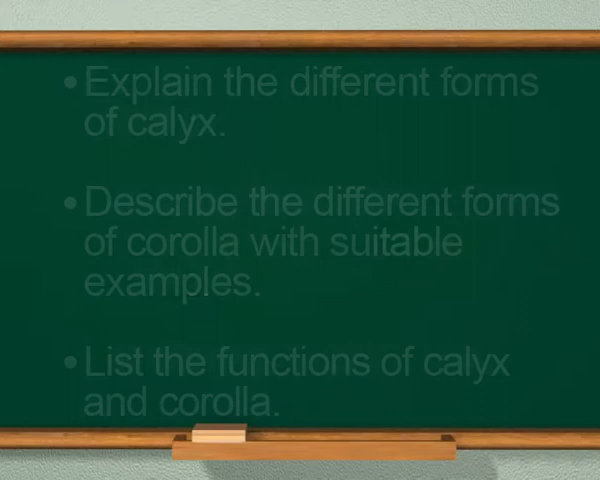 • Explain the different forms
of calyx.
• Describe the different forms
of corolla with suitable
examples.
• List the functions of calyx
and corolla.